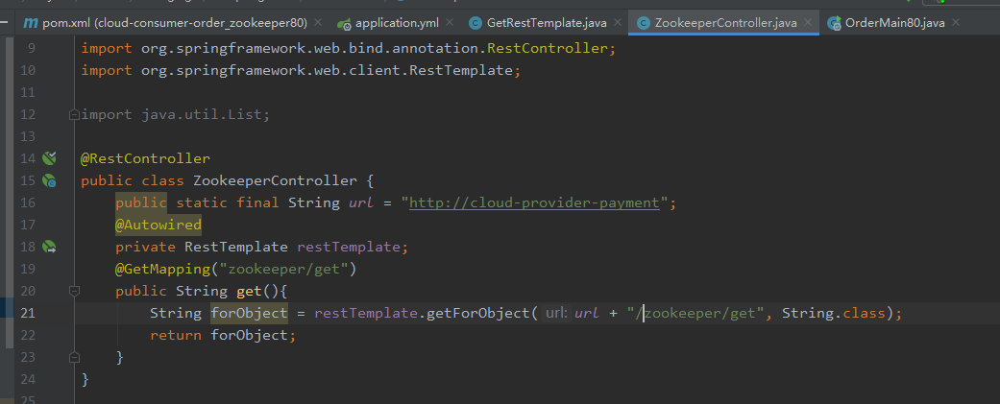 pom.xml (cloud-consumer-order_zookeeper80) × application.yml × GetRestTemplate.java × ZookeeperController.java × OrderMain80.java ×
9 import org.springframework.web.bind.annotation.RestController;
10 import org.springframework.web.client.RestTemplate;
11
12 import java.util.List;
13
14 @RestController
15 public class ZookeeperController {
16 public static final String url = "http://cloud-provider-payment";
17 @Autowired
18 private RestTemplate restTemplate;
19 @GetMapping("zookeeper/get")
20 public String get(){
21 String forObject = restTemplate.getForObject( url: url + "/zookeeper/get", String.class);
22 return forObject;
23 }
24 }
25